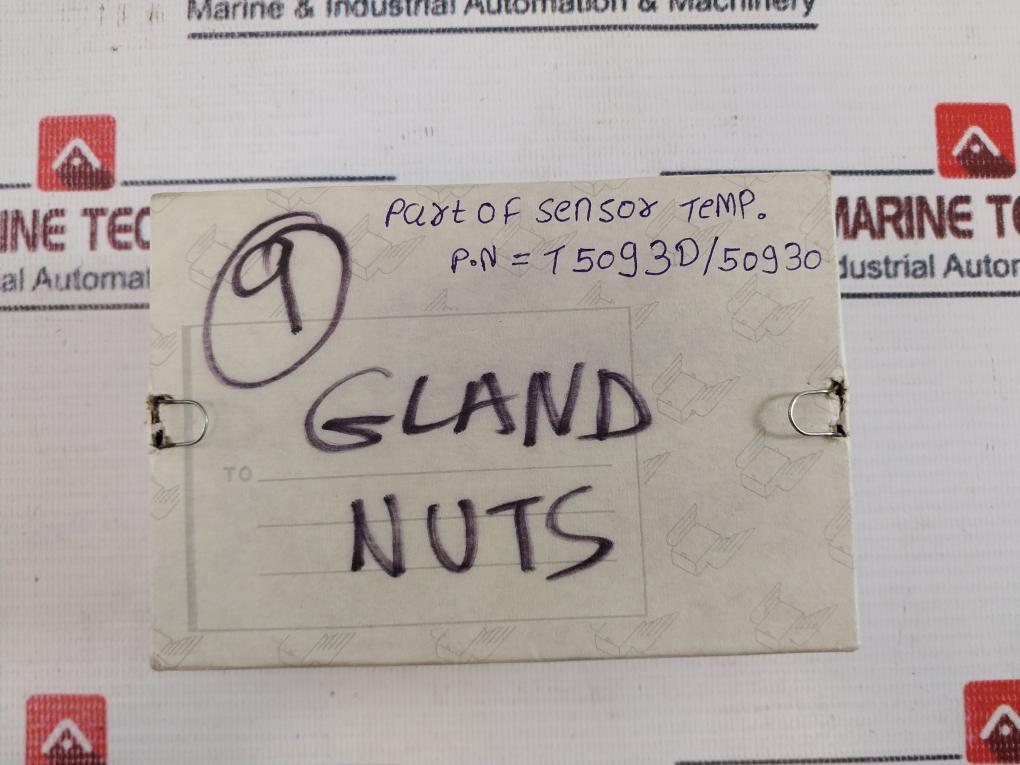 Marine & Industrial Automation & Machinery
Part OF Sensor TEMP.
P.N = T5093D/50930
9
GLAND
NUTS
TO
INE TEC
al Automat
MARINE TE
dustrial Autor